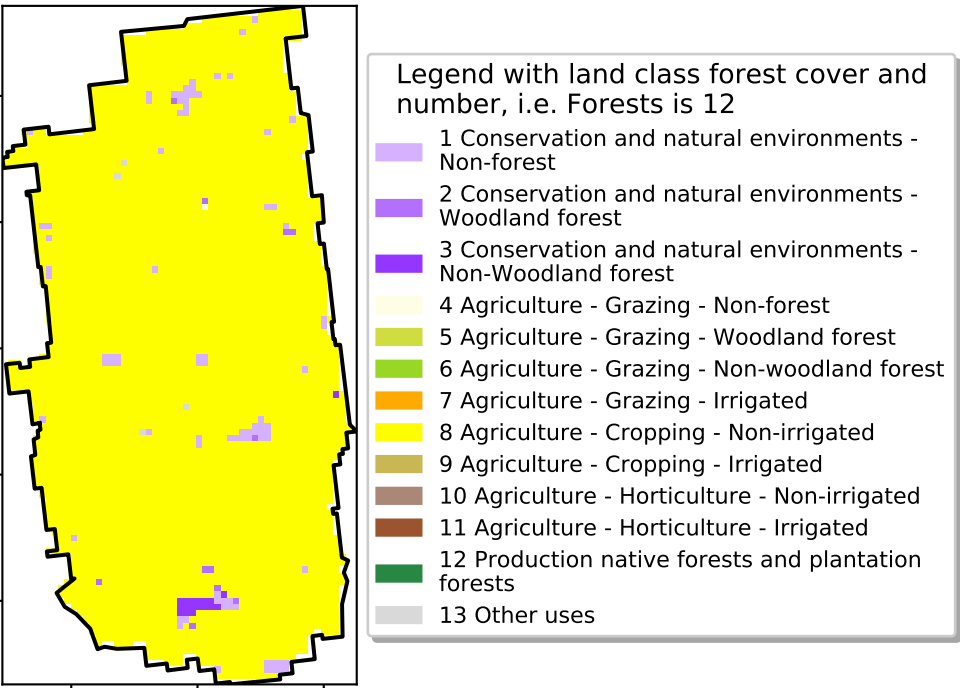 Legend with land class forest cover and
number, i.e. Forests is 12
1 Conservation and natural environments -
Non-forest
2 Conservation and natural environments -
Woodland forest
3 Conservation and natural environments -
Non-Woodland forest
4 Agriculture - Grazing - Non-forest
5 Agriculture - Grazing - Woodland forest
6 Agriculture - Grazing - Non-woodland forest
7 Agriculture - Grazing - Irrigated
8 Agriculture - Cropping - Non-irrigated
9 Agriculture - Cropping - Irrigated
10 Agriculture - Horticulture - Non-irrigated
11 Agriculture - Horticulture - Irrigated
12 Production native forests and plantation
forests
13 Other uses